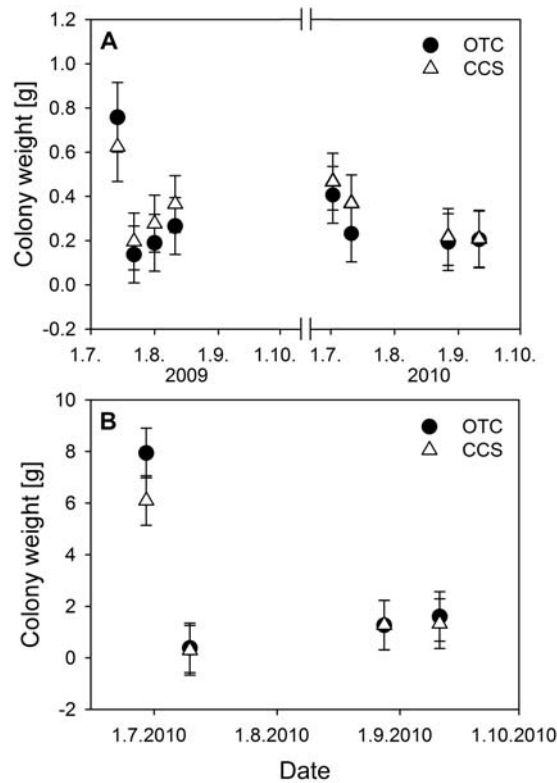 A
OTC
CCS
Colony weight [g]
1.2
1.0
0.8
0.6
0.4
0.2
0.0
-0.2
1.7. 1.8. 1.9. 1.10. 1.7. 1.8. 1.9. 1.10.
2009 2010
B
OTC
CCS
Colony weight [g]
10
8
6
4
2
0
-2
1.7.2010 1.8.2010 1.9.2010 1.10.2010
Date